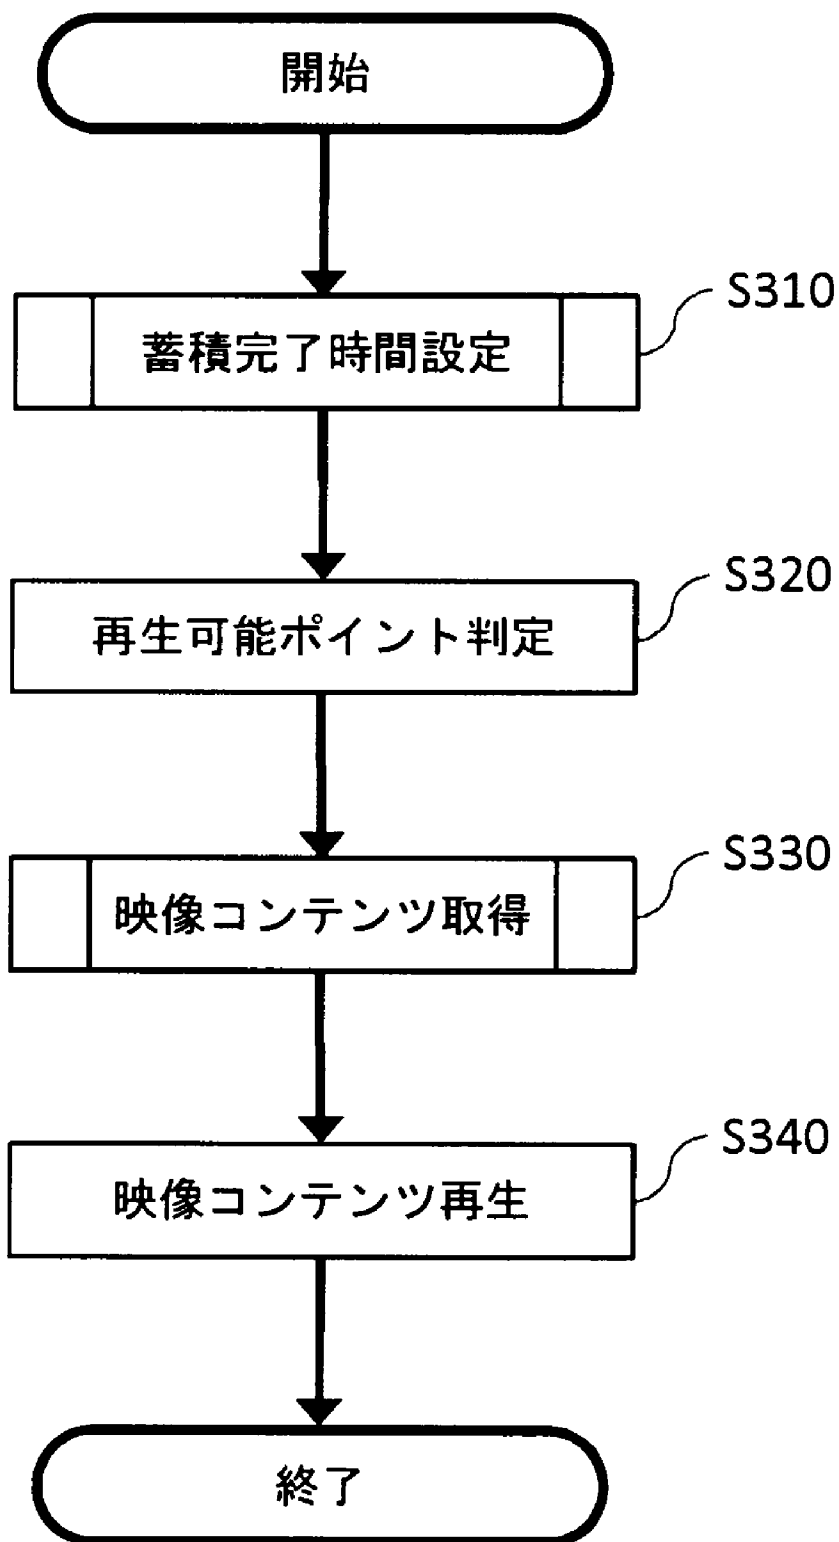 開始
S310
蓄積完了時間設定
S320
再生可能ポイント判定
S330
映像コンテンツ取得
S340
映像コンテンツ再生
終了